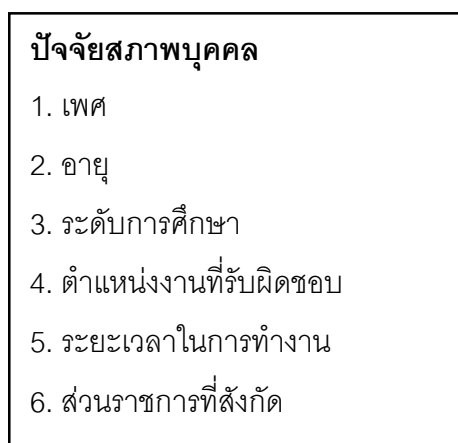 ปัจจัยสภาพบุคคล
1. เพศ
2. อายุ
3. ระดับการศึกษา
4. ตำแหน่งงานที่รับผิดชอบ
5. ระยะเวลาในการทำงาน
6. ส่วนราชการที่สังกัด